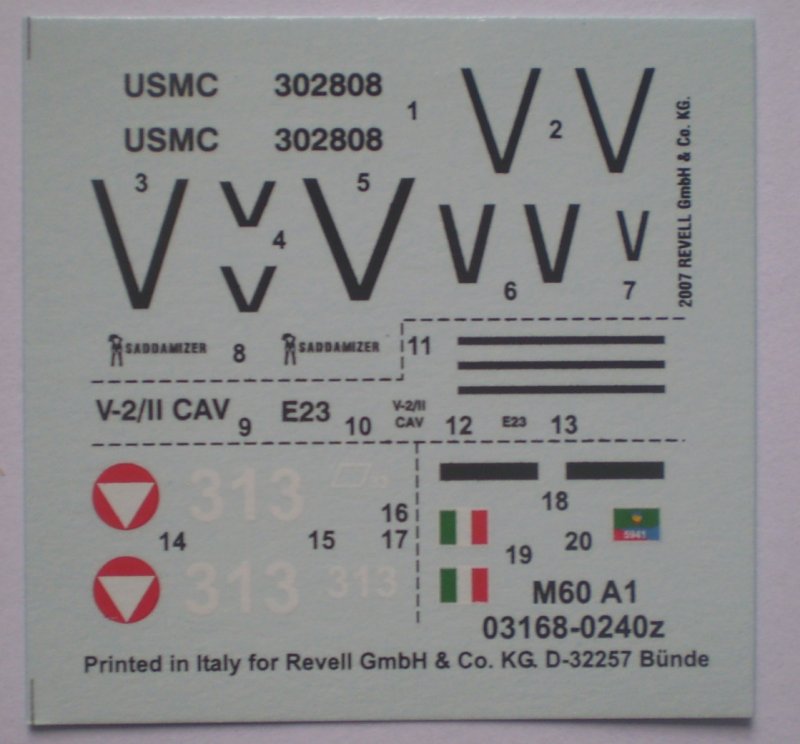 USMC 302808 1
USMC 302808
V V 2
3 V
4 V V
5 V
6 V V
7 V
2007 REVELL GmbH & Co. KG.
SADDAMIZER 8 SADDAMIZER
11
V-2/II CAV 9 E23 10 V-2/II CAV 12 E23 13
313 16
14 15 17
313 313
18
19 20 5941
M60 A1
03168-0240z
Printed in Italy for Revell GmbH & Co. KG. D-32257 Bünde